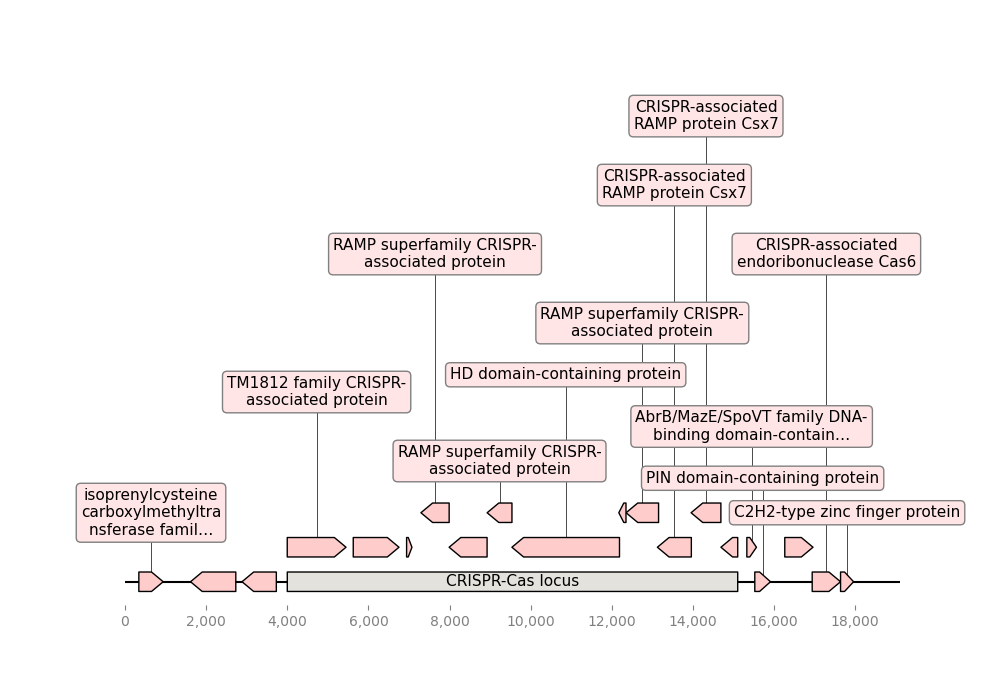 CRISPR-associated
RAMP protein Csx7
CRISPR-associated
RAMP protein Csx7
RAMP superfamily CRISPR-
associated protein
CRISPR-associated
endoribonuclease Cas6
RAMP superfamily CRISPR-
associated protein
HD domain-containing protein
TM1812 family CRISPR-
associated protein
AbrB/MazE/SpoVT family DNA-
binding domain-contain…
RAMP superfamily CRISPR-
associated protein
PIN domain-containing protein
isoprenylcysteine
carboxylmethyltra
nsferase famil…
C2H2-type zinc finger protein
CRISPR-Cas locus
0 2,000 4,000 6,000 8,000 10,000 12,000 14,000 16,000 18,000